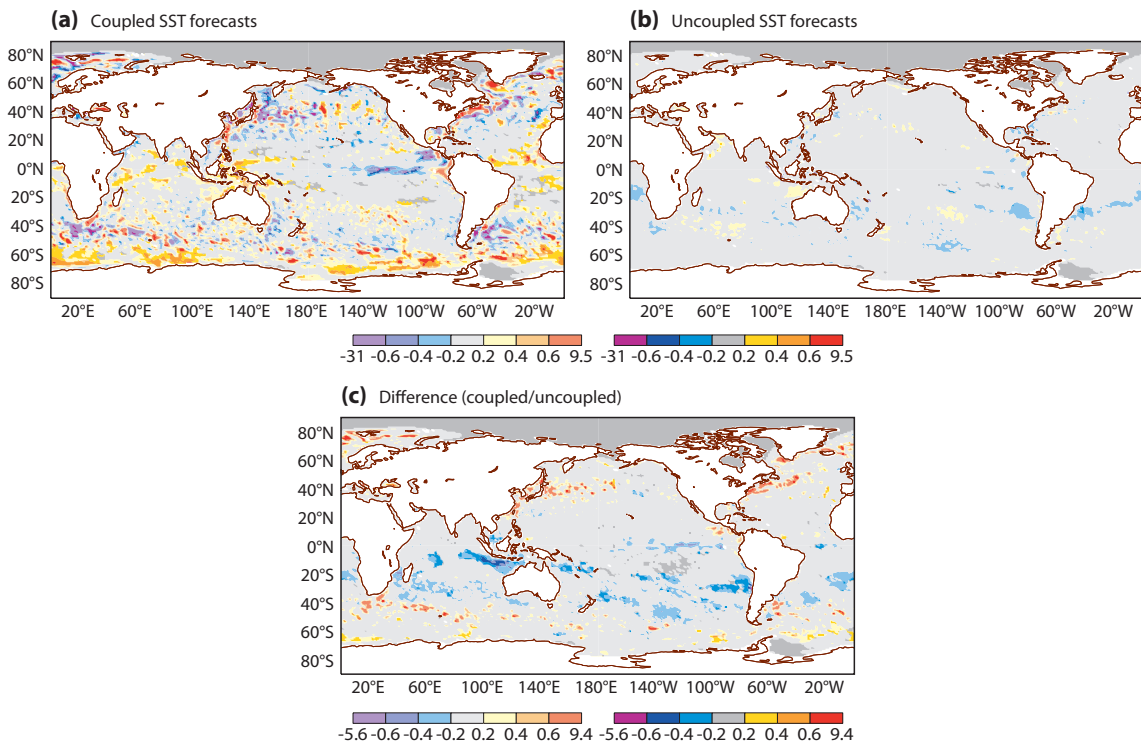 (a) Coupled SST forecasts
(b) Uncoupled SST forecasts
80°N
60°N
40°N
20°N
0°N
20°S
40°S
60°S
80°S
20°E 60°E 100°E 140°E 180°E 140°W 100°W 60°W 20°W
80°N
60°N
40°N
20°N
0°N
20°S
40°S
60°S
80°S
20°E 60°E 100°E 140°E 180°E 140°W 100°W 60°W 20°W
-31 -0.6 -0.4 -0.2 0.2 0.4 0.6 9.5
-31 -0.6 -0.4 -0.2 0.2 0.4 0.6 9.5
(c) Difference (coupled/uncoupled)
80°N
60°N
40°N
20°N
0°N
20°S
40°S
60°S
80°S
20°E 60°E 100°E 140°E 180°E 140°W 100°W 60°W 20°W
-5.6 -0.4 -0.4 -0.2 0.2 0.4 0.6 9.4
-5.6 -0.6 -0.4 -0.2 0.2 0.4 0.6 9.4